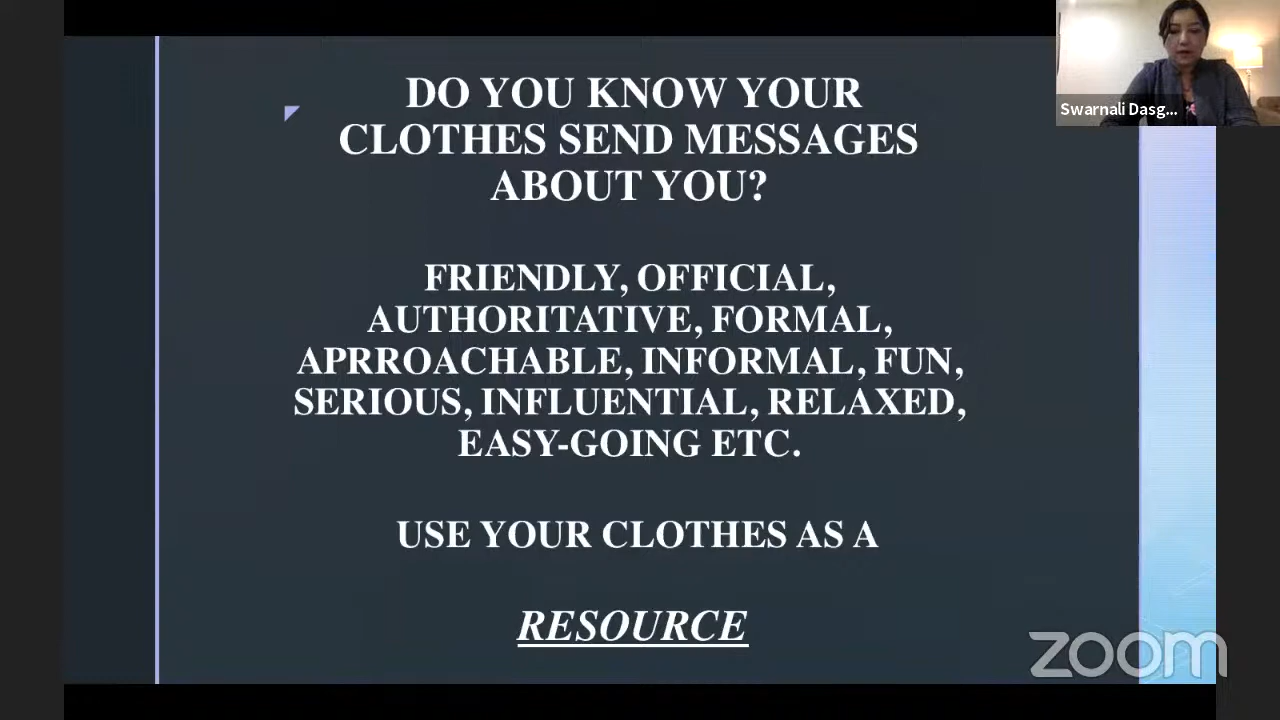 DO YOU KNOW YOUR
CLOTHES SEND MESSAGES
ABOUT YOU?
FRIENDLY, OFFICIAL,
AUTHORITATIVE, FORMAL,
APRROACHABLE, INFORMAL, FUN,
SERIOUS, INFLUENTIAL, RELAXED,
EASY-GOING ETC.
USE YOUR CLOTHES AS A
RESOURCE
Swarnali Dasg...
zoom